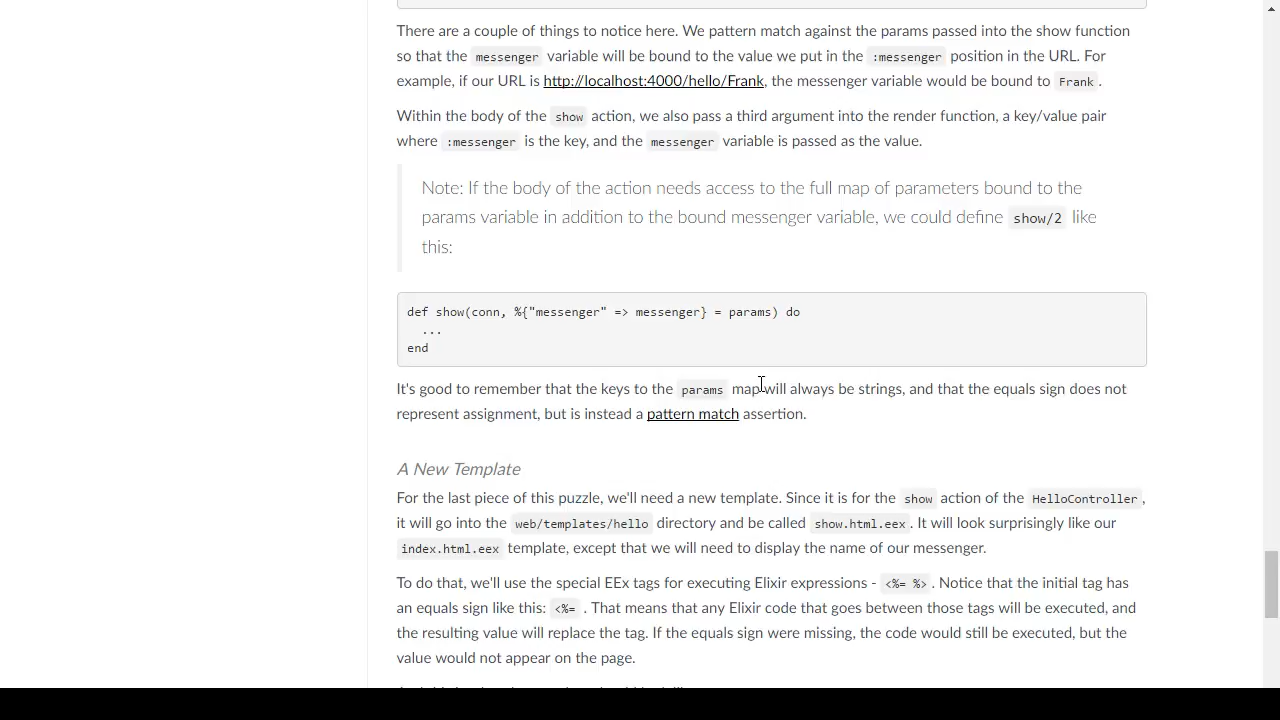 There are a couple of things to notice here. We pattern match against the params passed into the show function
so that the messenger variable will be bound to the value we put in the :messenger position in the URL. For
example, if our URL is http://localhost:4000/hello/Frank, the messenger variable would be bound to Frank.
Within the body of the show action, we also pass a third argument into the render function, a key/value pair
where :messenger is the key, and the messenger variable is passed as the value.
Note: If the body of the action needs access to the full map of parameters bound to the
params variable in addition to the bound messenger variable, we could define show/2 like
this:
def show(conn, %{"messenger" => messenger} = params) do
  ...
end
It's good to remember that the keys to the params map will always be strings, and that the equals sign does not
represent assignment, but is instead a pattern match assertion.
A New Template
For the last piece of this puzzle, we'll need a new template. Since it is for the show action of the HelloController,
it will go into the web/templates/hello directory and be called show.html.eex. It will look surprisingly like our
index.html.eex template, except that we will need to display the name of our messenger.
To do that, we'll use the special EEx tags for executing Elixir expressions - <%= %>. Notice that the initial tag has
an equals sign like this: <%= . That means that any Elixir code that goes between those tags will be executed, and
the resulting value will replace the tag. If the equals sign were missing, the code would still be executed, but the
value would not appear on the page.